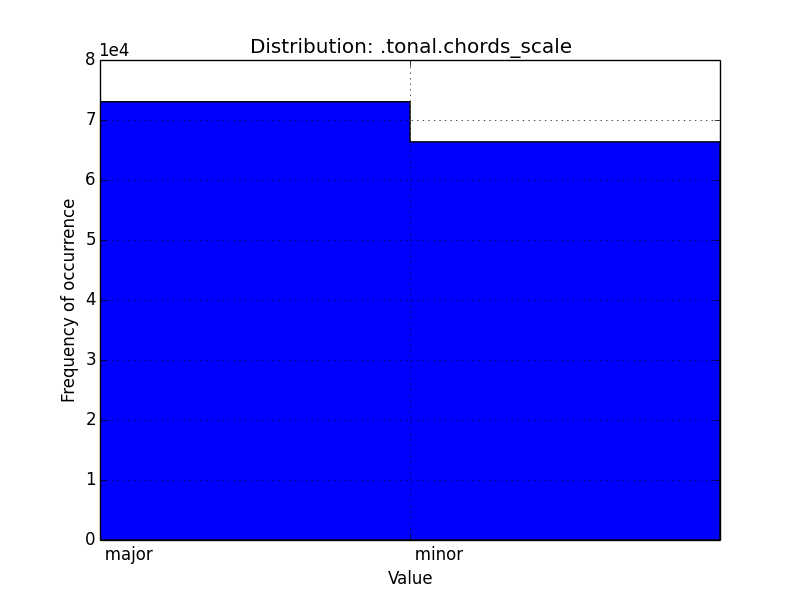 Distribution: .tonal.chords_scale
1e4
8
7
6
5
4
3
2
1
0
Frequency of occurrence
major minor
Value